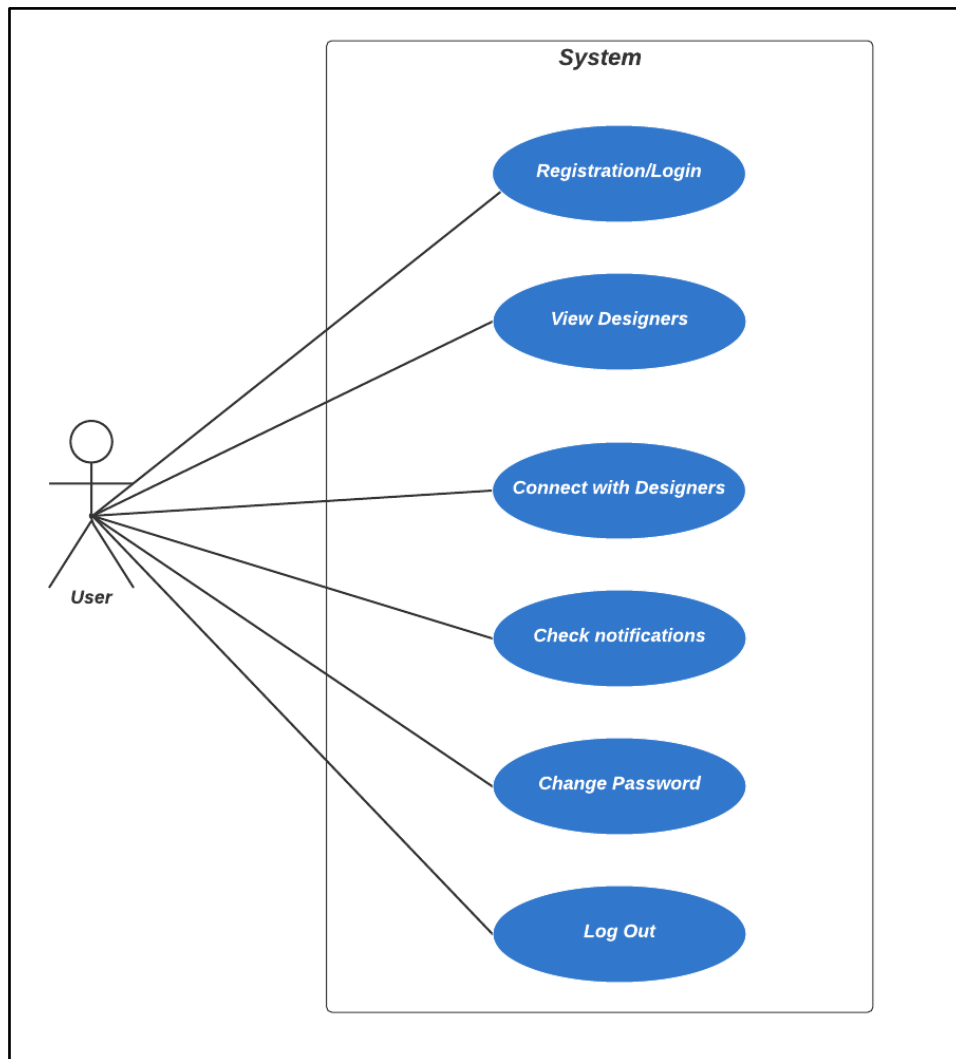 System
Registration/Login
View Designers
Connect with Designers
Check notifications
User
Change Password
Log Out